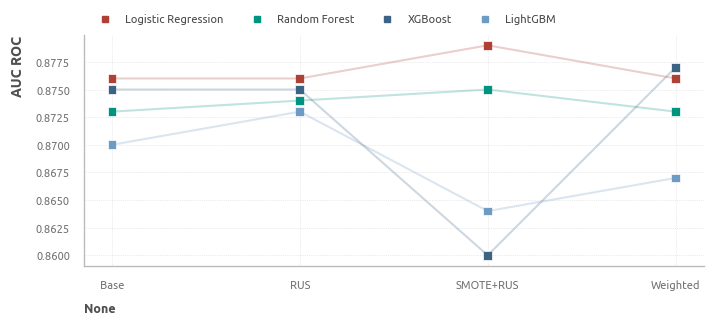 Logistic Regression Random Forest XGBoost LightGBM
AUC ROC
0.8775
0.8750
0.8725
0.8700
0.8675
0.8650
0.8625
0.8600
Base RUS SMOTE+RUS Weighted
None